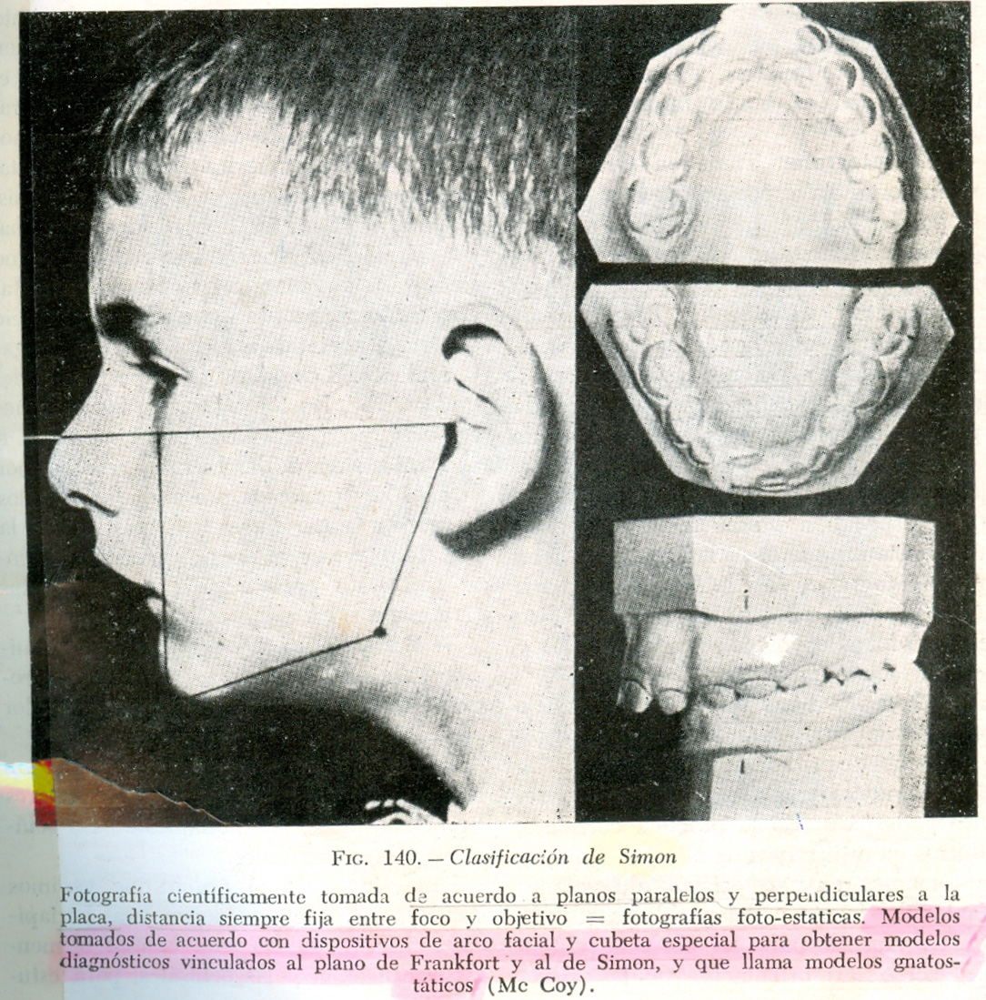 FIG. 140. — Clasificación de Simon
Fotografía científicamente tomada de acuerdo a planos paralelos y perpendiculares a la
placa, distancia siempre fija entre foco y objetivo = fotografías foto-estaticas. Modelos
tomados de acuerdo con dispositivos de arco facial y cubeta especial para obtener modelos
diagnósticos vinculados al plano de Frankfort y al de Simon, y que llama modelos gnatos-
táticos (Mc Coy).